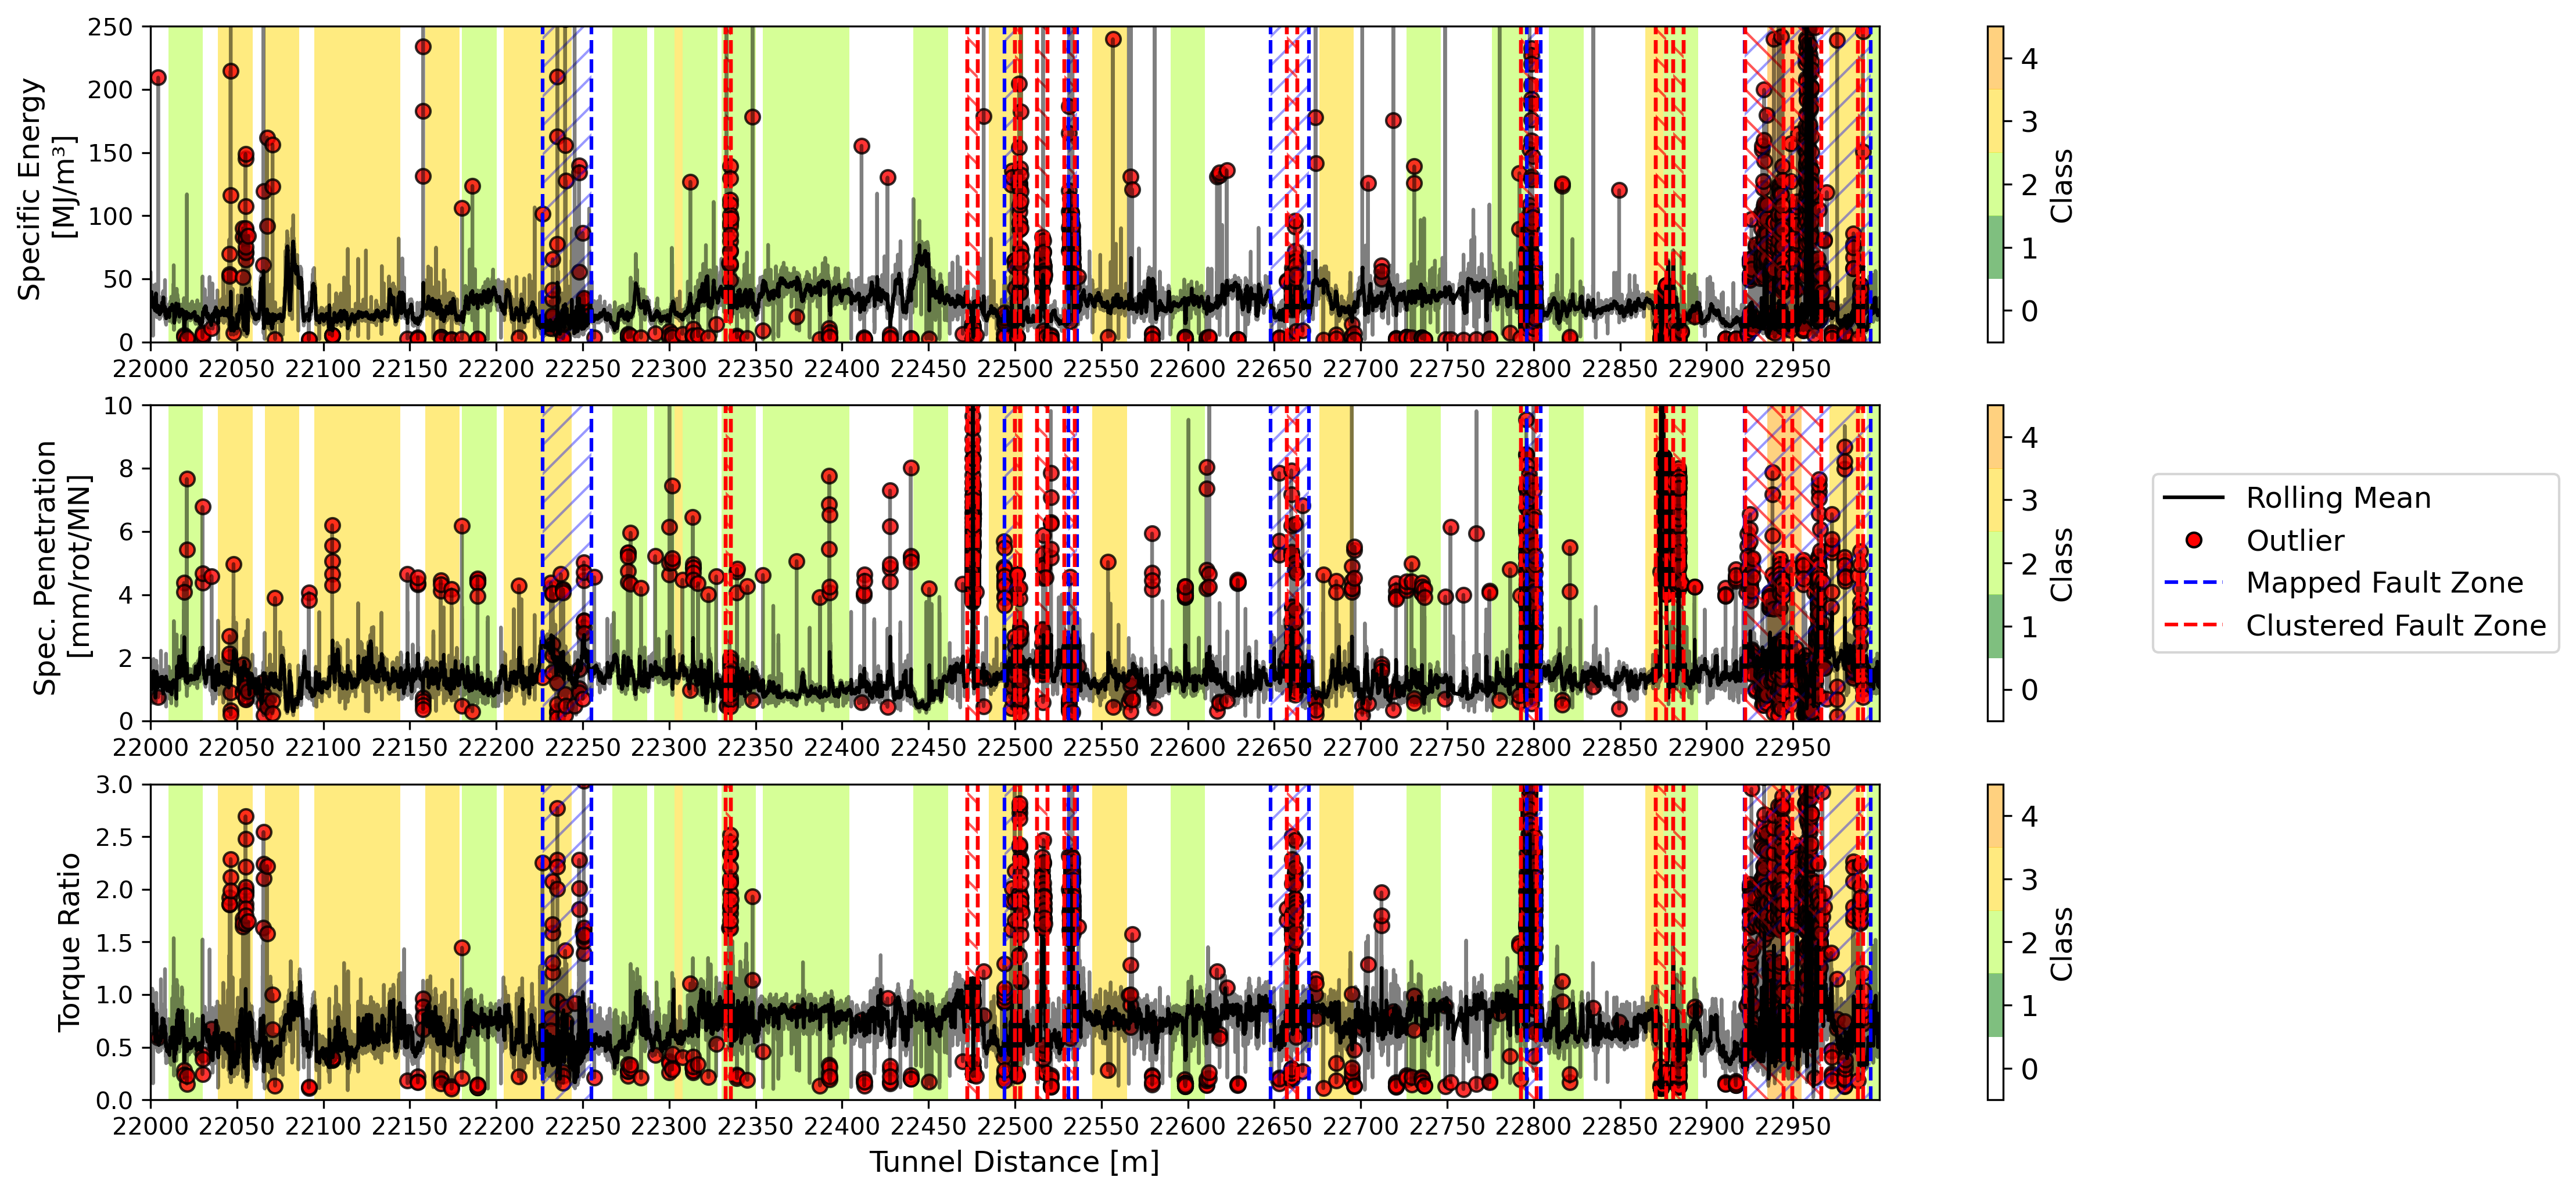 250
200
150
100
50
0
Specific Energy
[MJ/m³]
22000 22050 22100 22150 22200 22250 22300 22350 22400 22450 22500 22550 22600 22650 22700 22750 22800 22850 22900 22950
4
3
2
1
0
Class
10
8
6
4
2
0
Spec. Penetration
[mm/rot/MN]
22000 22050 22100 22150 22200 22250 22300 22350 22400 22450 22500 22550 22600 22650 22700 22750 22800 22850 22900 22950
4
3
2
1
0
Class
Rolling Mean
Outlier
Mapped Fault Zone
Clustered Fault Zone
3.0
2.5
2.0
1.5
1.0
0.5
0.0
Torque Ratio
22000 22050 22100 22150 22200 22250 22300 22350 22400 22450 22500 22550 22600 22650 22700 22750 22800 22850 22900 22950
Tunnel Distance [m]
4
3
2
1
0
Class